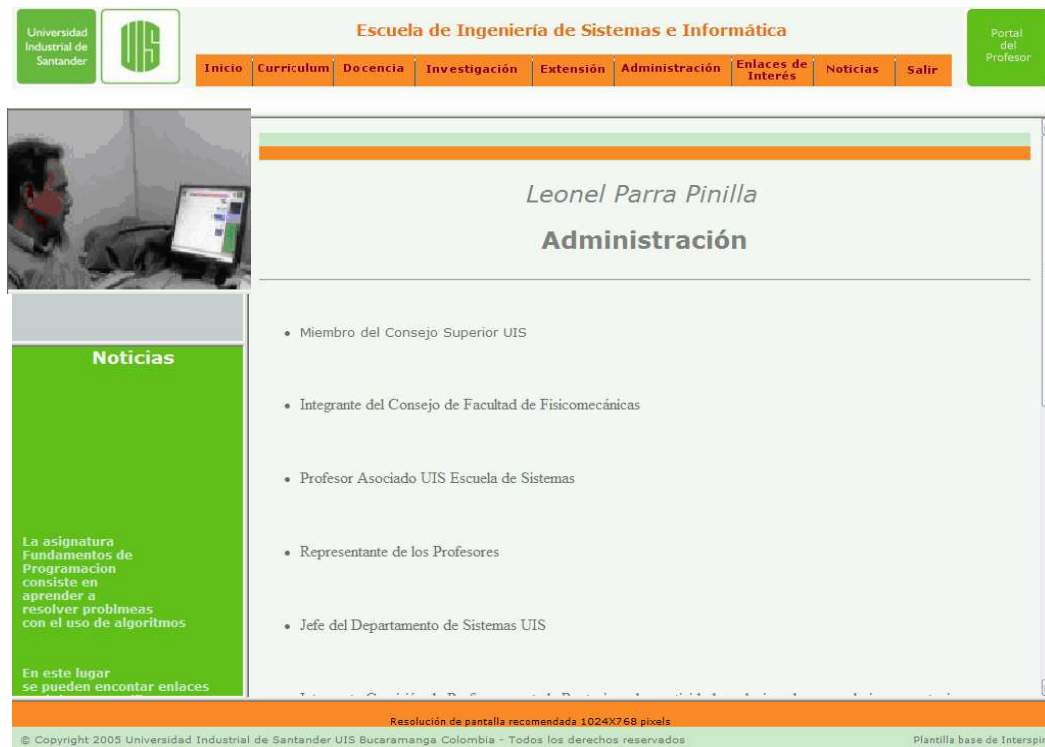 Universidad
Industrial de
Santander
UIS
Escuela de Ingeniería de Sistemas e Informática
Inicio Curriculum Docencia Investigación Extensión Administración Enlaces de Interés Noticias Salir
Portal
del
Profesor
Leonel Parra Pinilla
Administración
• Miembro del Consejo Superior UIS
• Integrante del Consejo de Facultad de Fisicomecánicas
• Profesor Asociado UIS Escuela de Sistemas
• Representante de los Profesores
• Jefe del Departamento de Sistemas UIS
Noticias
La asignatura
Fundamentos de
Programacion
consiste en
aprender a
resolver problmeas
con el uso de algoritmos
En este lugar
se pueden encontar enlaces
Resolución de pantalla recomendada 1024X768 pixels
© Copyright 2005 Universidad Industrial de Santander UIS Bucaramanga Colombia - Todos los derechos reservados
Plantilla base de Interspir